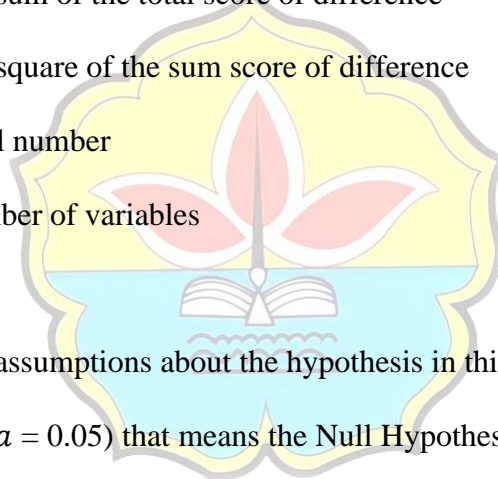 sum of the total score of difference
square of the sum score of difference
number
of variables
assumptions about the hypothesis in thi
= 0.05) that means the Null Hypothes